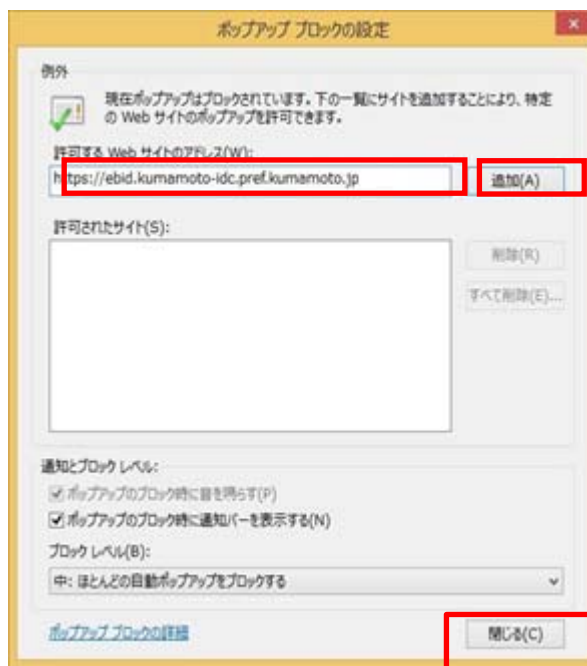 ポップアップ ブロックの設定
例外
現在ポップアップはブロックされています。下の一覧にサイトを追加することにより、特定
の Web サイトのポップアップを許可できます。
許可する Web サイトのアドレス(W):
https://ebid.kumamoto-idc.pref.kumamoto.jp
追加(A)
許可されたサイト(S):
削除(R)
すべて削除(E)...
通知とブロック レベル:
ポップアップのブロック時に音を鳴らす(P)
ポップアップのブロック時に通知バーを表示する(N)
ブロック レベル(B):
中: ほとんどの自動ポップアップをブロックする
ポップアップ ブロックの詳細
閉じる(C)